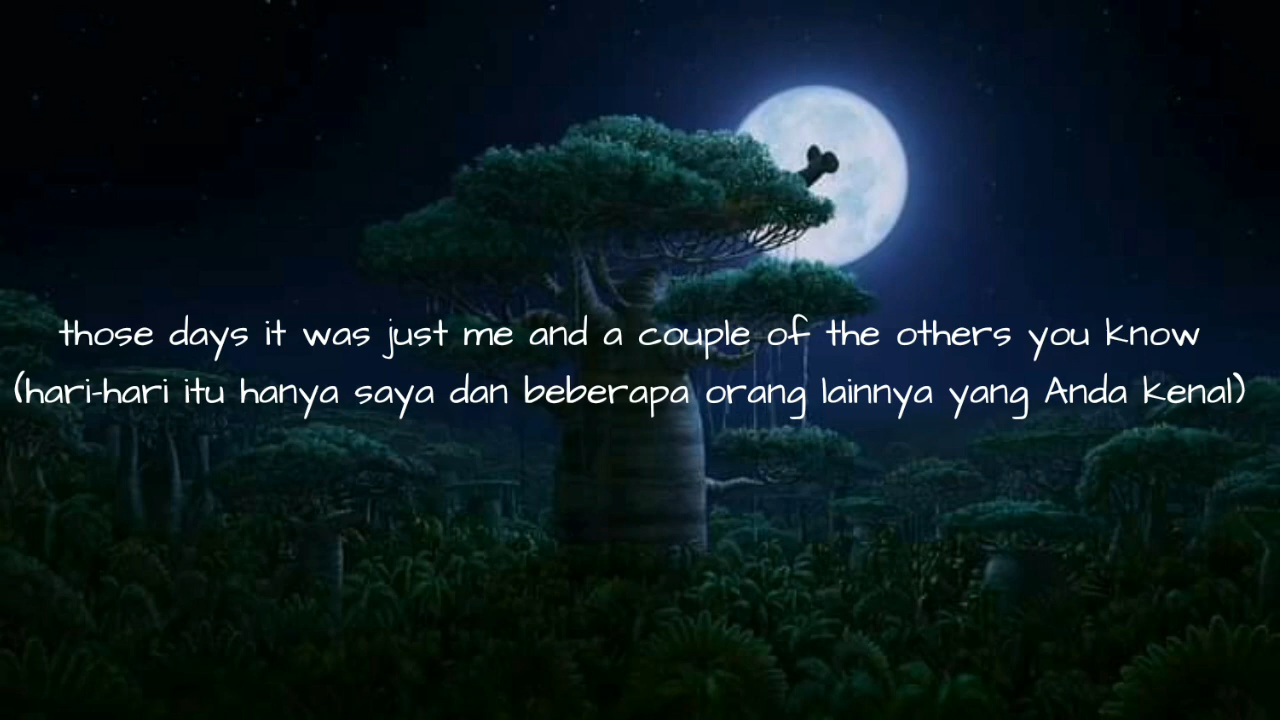 those days it was just me and a couple of the others you know
(hari-hari itu hanya saya dan beberapa orang lainnya yang Anda kenal)